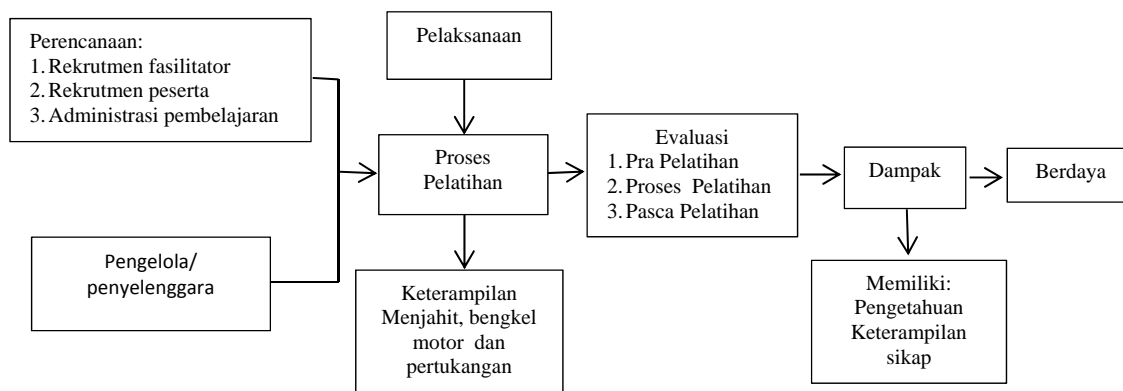 Perencanaan:
1. Rekrutmen fasilitator
2. Rekrutmen peserta
3. Administrasi pembelajaran
Pengelola/
penyelenggara
Pelaksanaan
Proses
Pelatihan
Keterampilan
Menjahit, bengkel
motor dan
pertukangan
Evaluasi
1. Pra Pelatihan
2. Proses Pelatihan
3. Pasca Pelatihan
Dampak
Memiliki:
Pengetahuan
Keterampilan
sikap
Berdaya